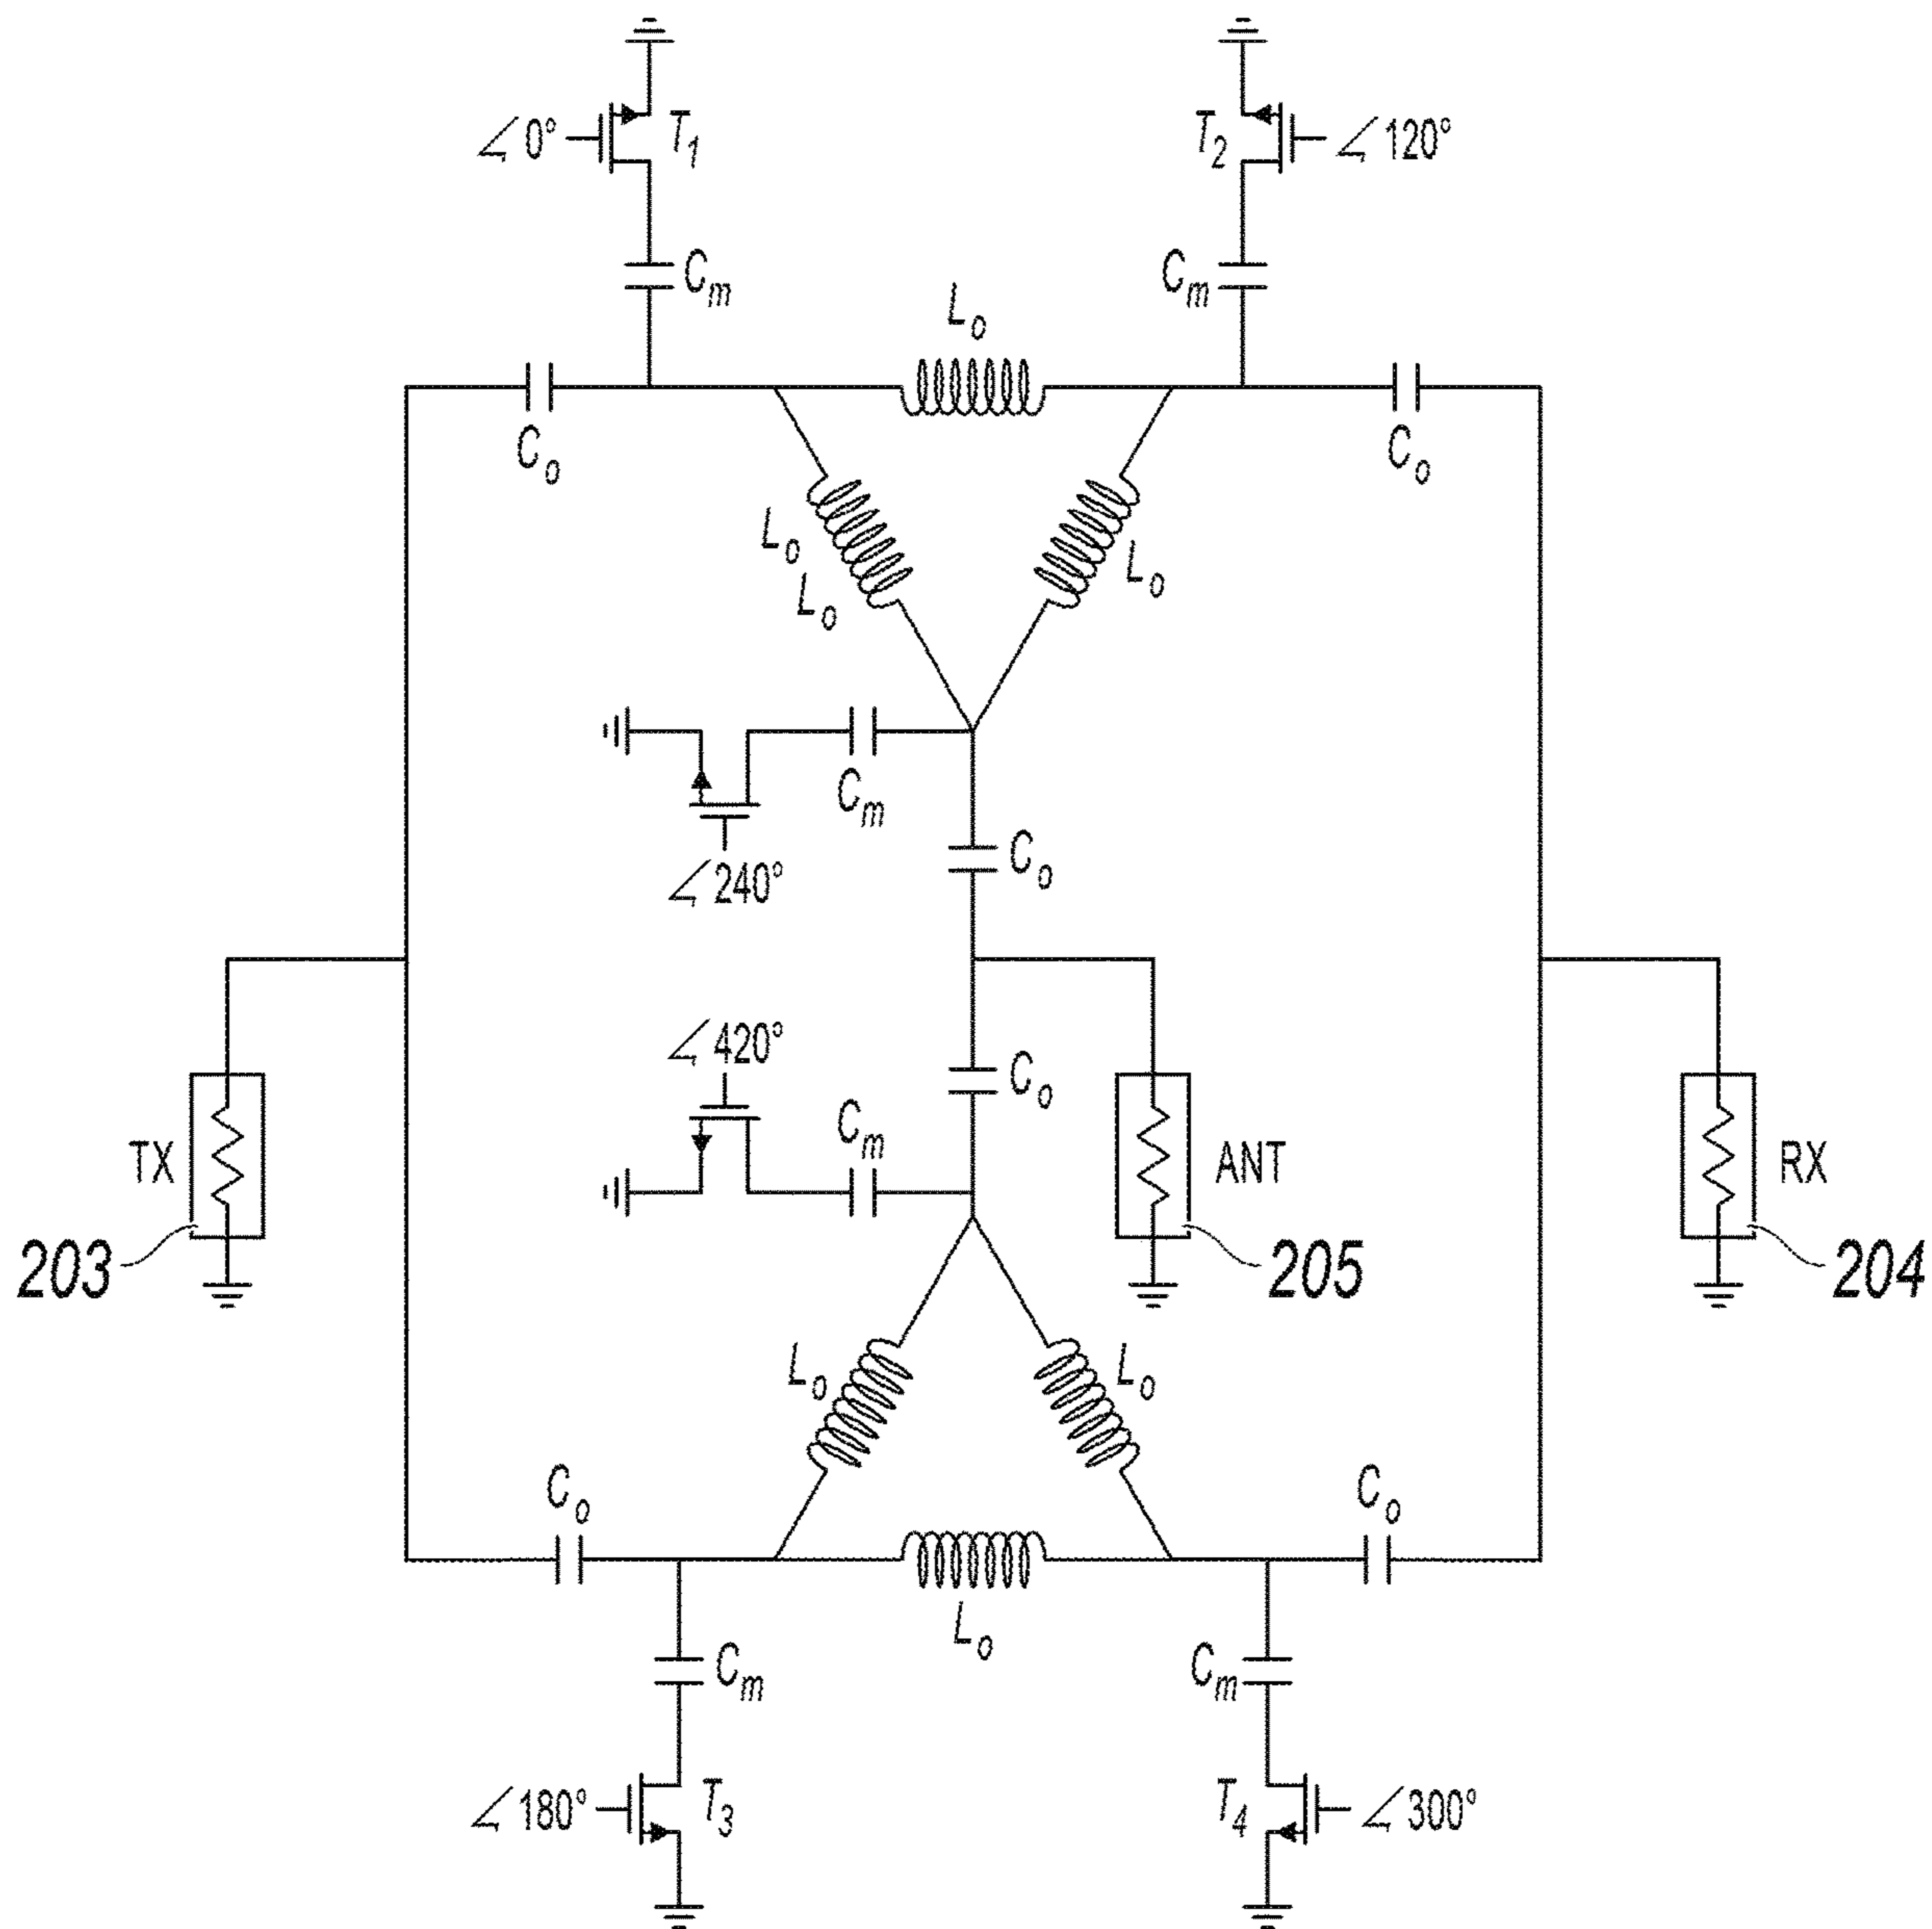 ∠0°
T1
T2
∠120°
Cm
Cm
Lo
Co
Co
Lo
Lo
Lo
Cm
Co
∠240°
∠420°
Co
Cm
TX
ANT
RX
203
205
204
Lo
Lo
Co
Co
Lo
Cm
Cm
∠180°
T3
T4
∠300°